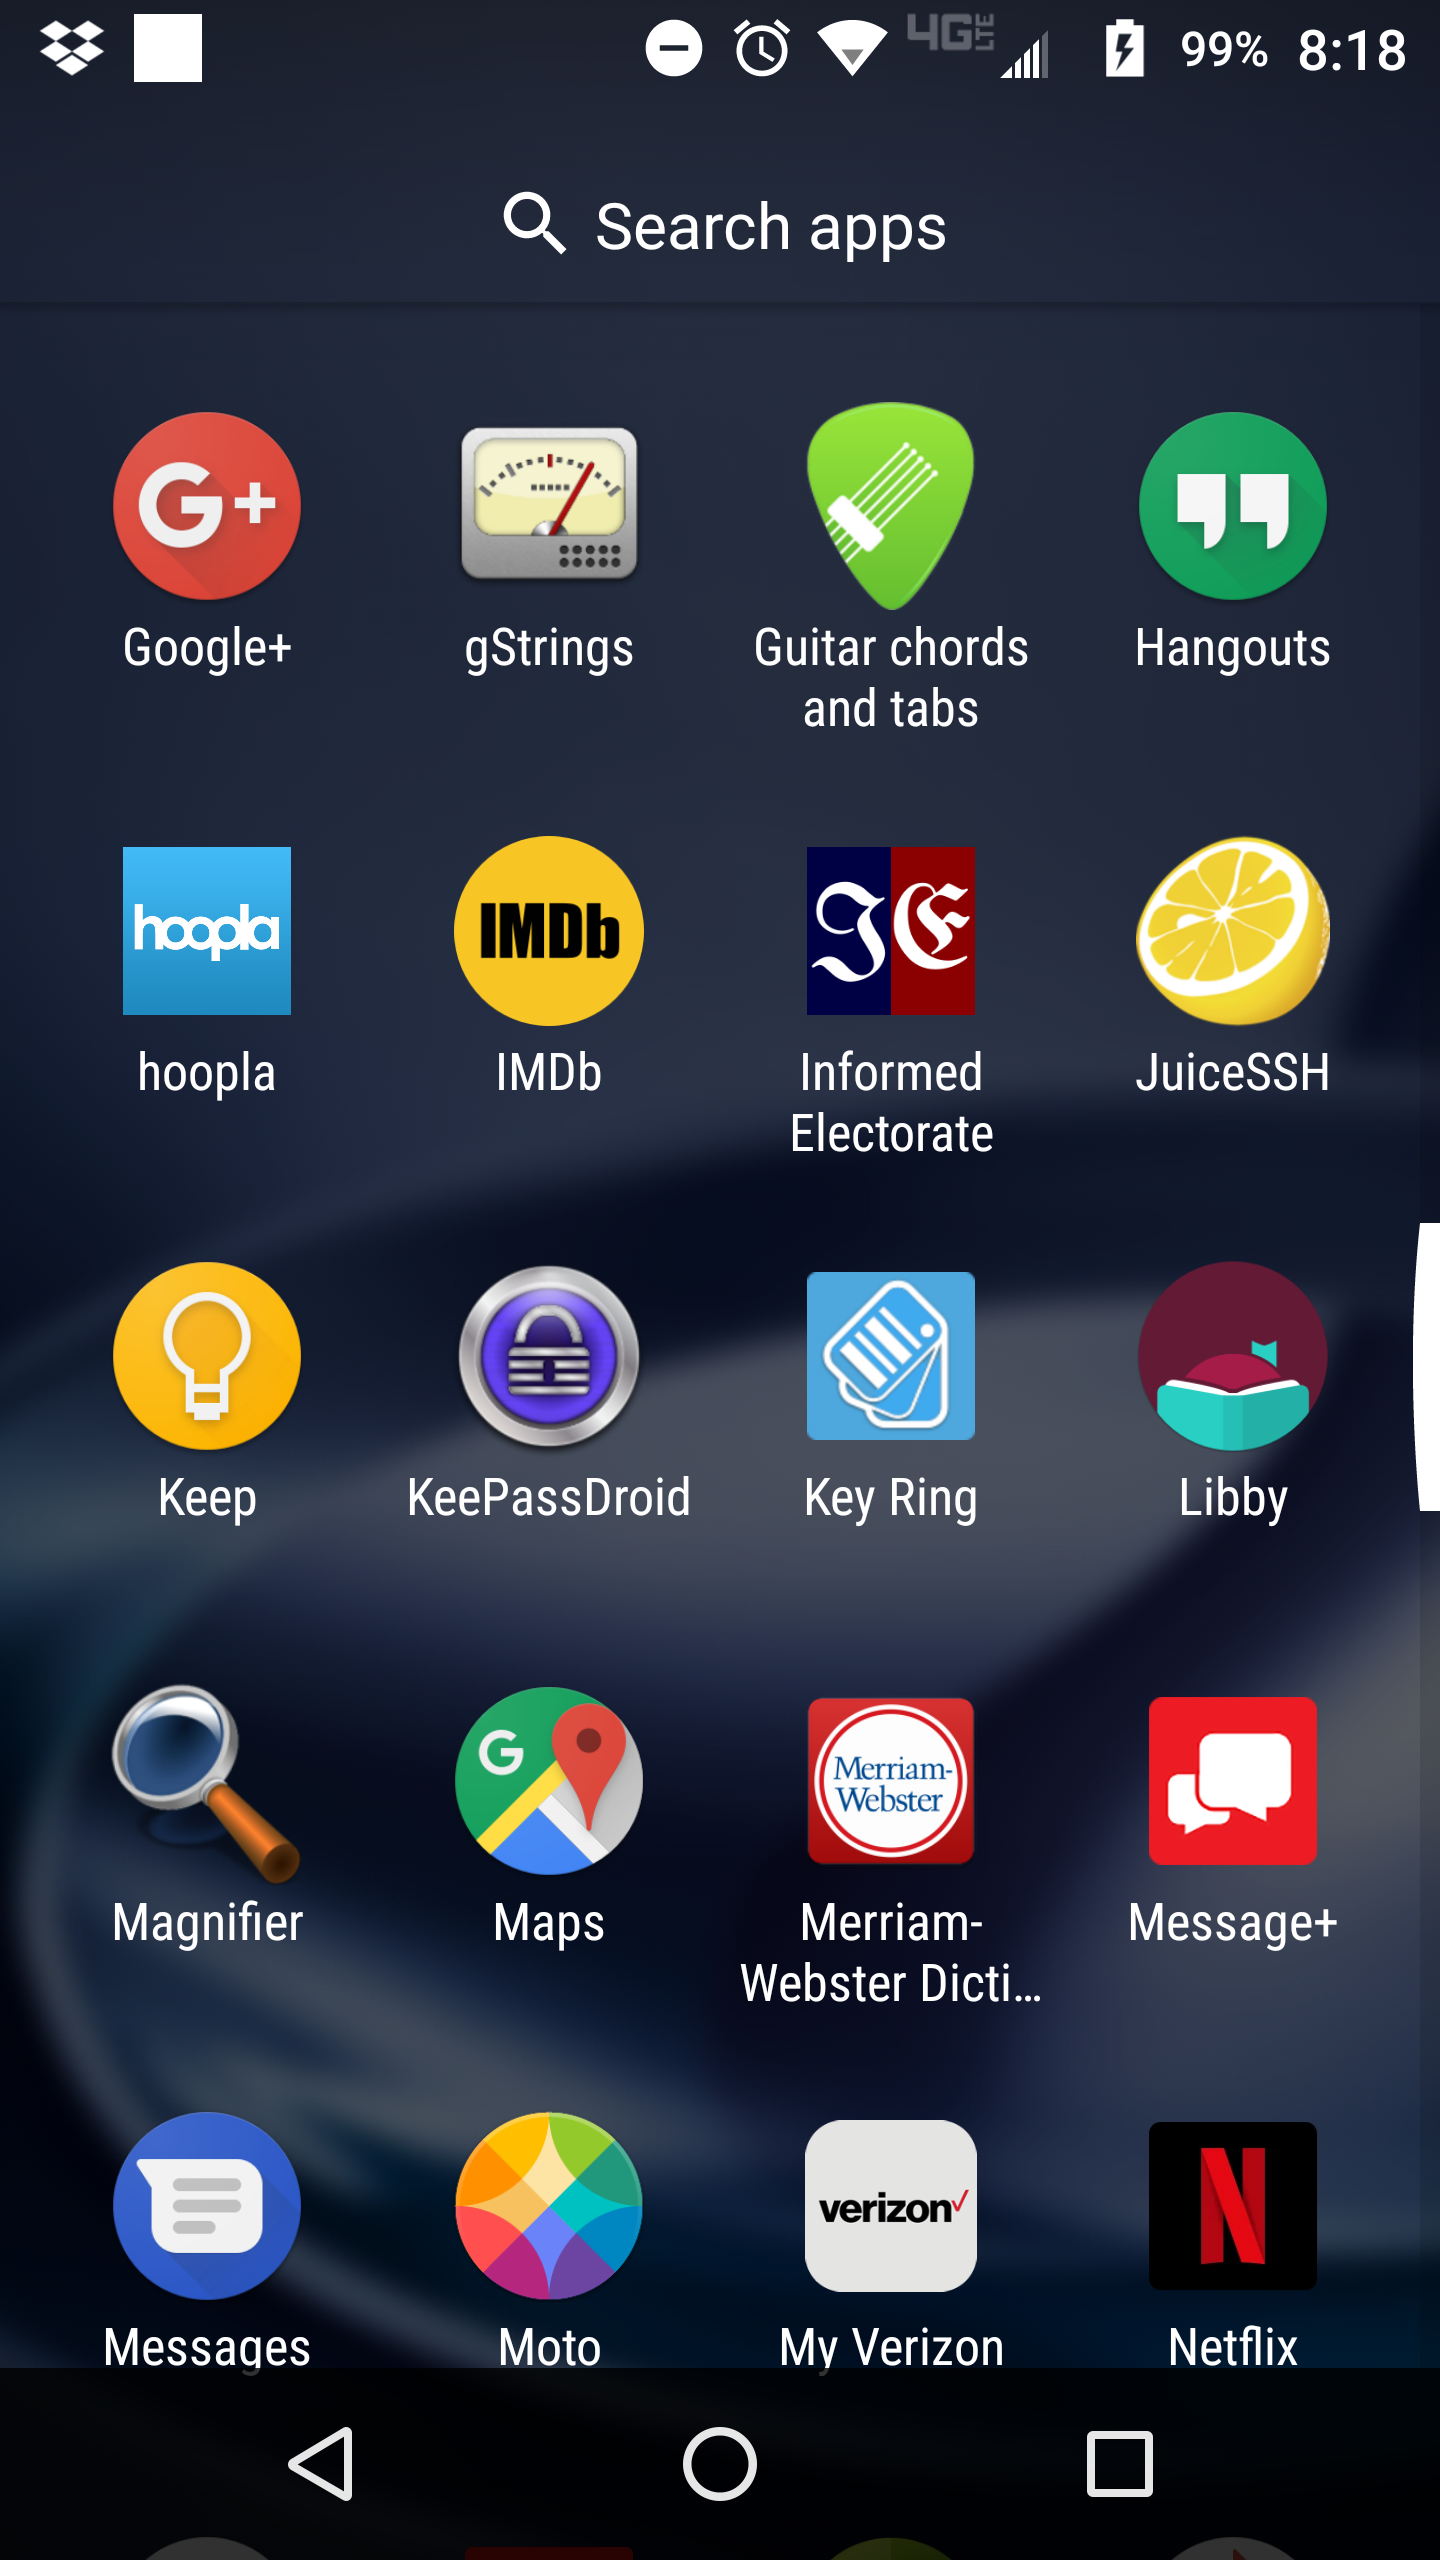 4G LTE 99% 8:18
Search apps
G+
Google+ gStrings Guitar chords Hangouts
and tabs
hoopla IMDb IE
hoopla IMDb Informed JuiceSSH
Electorate
Keep KeePassDroid Key Ring Libby
G Merriam-
Webster
Magnifier Maps Merriam- Message+
Webster Dicti...
verizon N
Messages Moto My Verizon Netflix